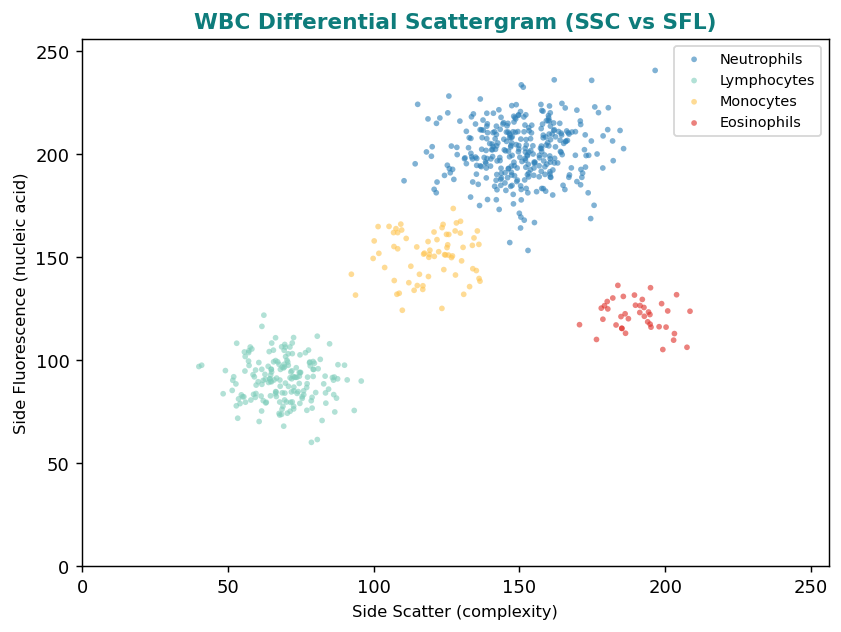 WBC Differential Scattergram (SSC vs SFL)
Neutrophils
Lymphocytes
Monocytes
Eosinophils
Side Fluorescence (nucleic acid)
250
200
150
100
50
0
0 50 100 150 200 250
Side Scatter (complexity)